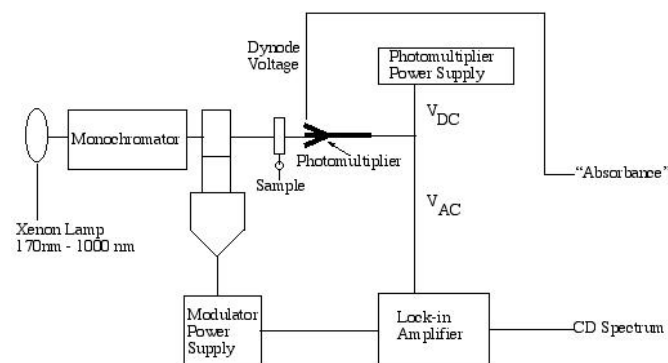 Dynode
Voltage
Photomultiplier
Power Supply
Monochromator
V DC
Photomultiplier
Sample
"Absorbance"
V AC
Xenon Lamp
170nm - 1000 nm
Modulator
Power
Supply
Lock-in
Amplifier
CD Spectrum